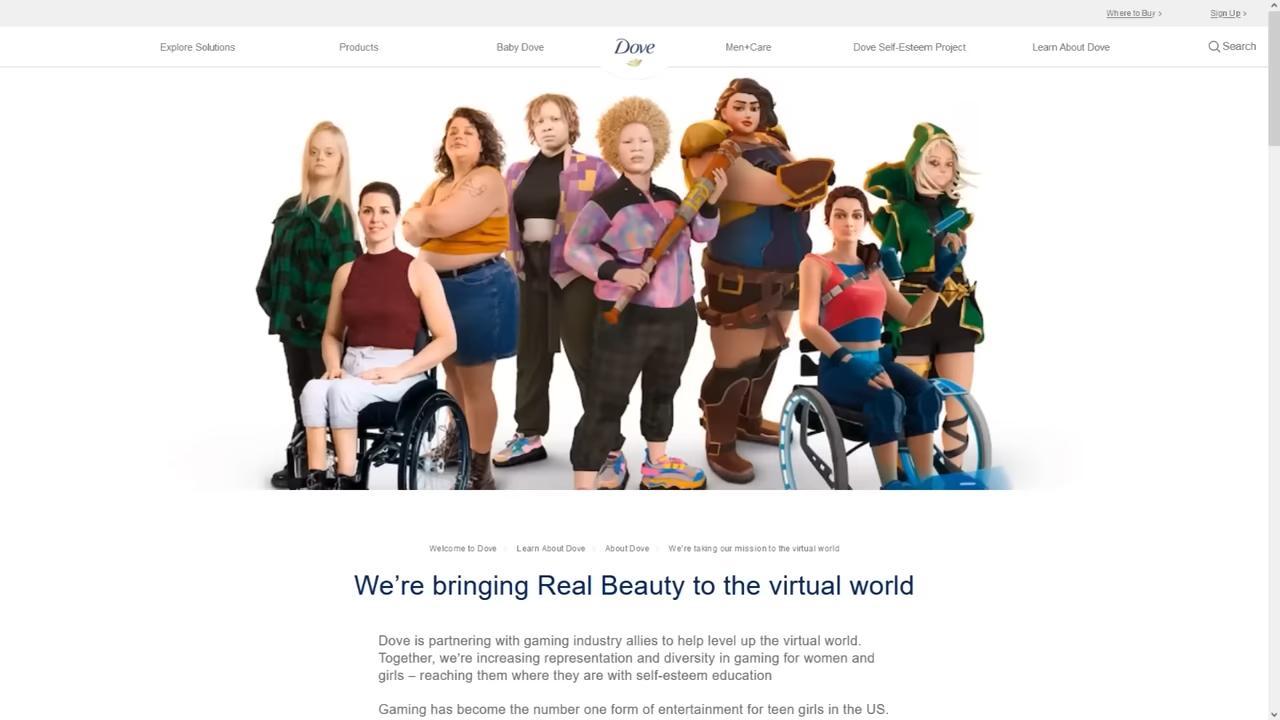 Where to Buy >
Sign Up >
Explore Solutions
Products
Baby Dove
Dove
Men+Care
Dove Self-Esteem Project
Learn About Dove
Search
Welcome to Dove
Learn About Dove
About Dove
We're taking our mission to the virtual world
We're bringing Real Beauty to the virtual world
Dove is partnering with gaming industry allies to help level up the virtual world.
Together, we're increasing representation and diversity in gaming for women and
girls – reaching them where they are with self-esteem education
Gaming has become the number one form of entertainment for teen girls in the US.